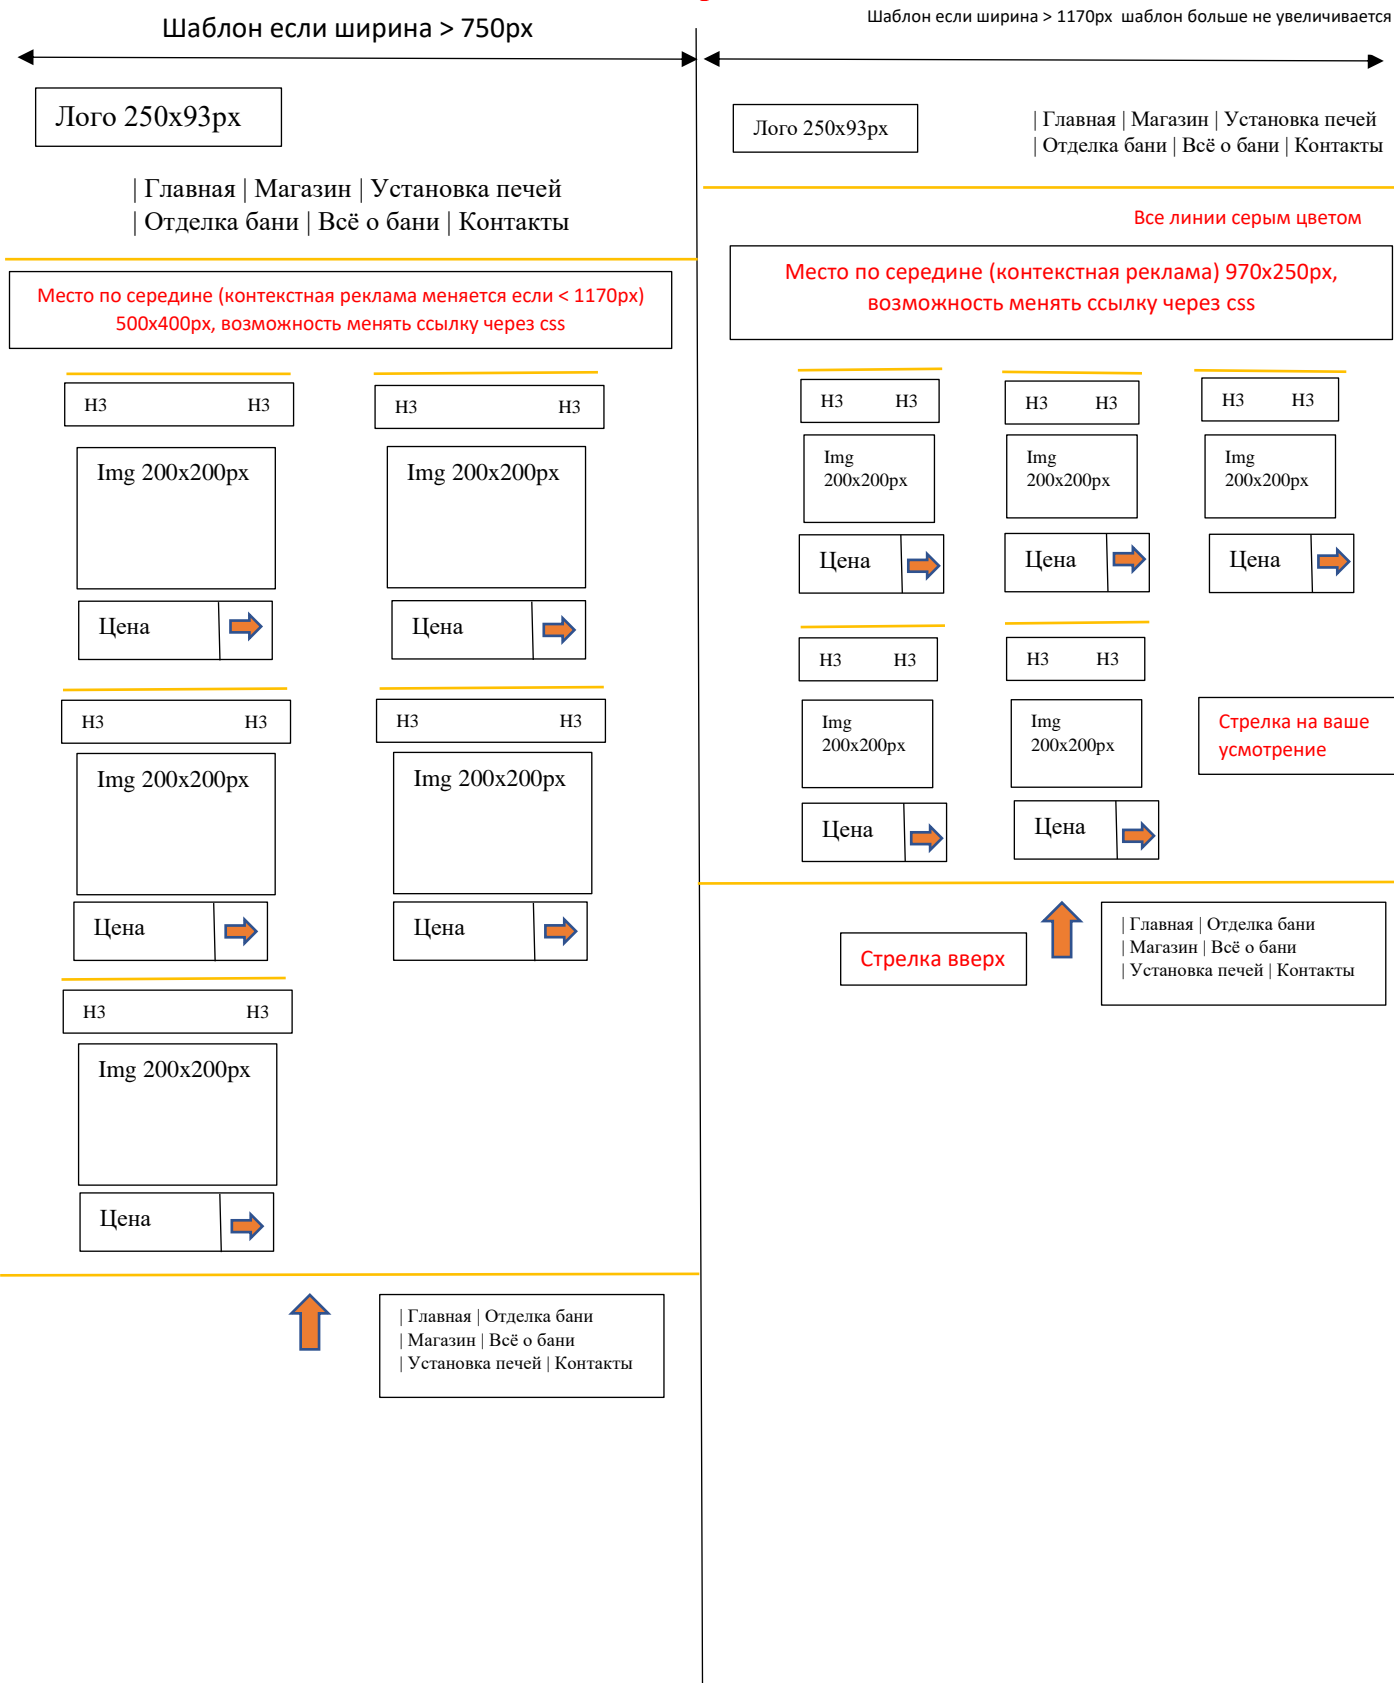 Шаблон если ширина > 750px
Лого 250x93px
| Главная | Магазин | Установка печей
| Отделка бани | Всё о бани | Контакты
Место по середине (контекстная реклама меняется если < 1170px)
500x400px, возможность менять ссылку через css
H3 H3
H3 H3
Img 200x200px
Img 200x200px
Цена
Цена
H3 H3
H3 H3
Img 200x200px
Img 200x200px
Цена
Цена
H3 H3
Img 200x200px
Цена
| Главная | Отделка бани
| Магазин | Всё о бани
| Установка печей | Контакты
Шаблон если ширина > 1170px шаблон больше не увеличивается
Лого 250x93px
| Главная | Магазин | Установка печей
| Отделка бани | Всё о бани | Контакты
Все линии серым цветом
Место по середине (контекстная реклама) 970x250px,
возможность менять ссылку через css
H3 H3
H3 H3
H3 H3
Img
200x200px
Img
200x200px
Img
200x200px
Цена
Цена
Цена
H3 H3
H3 H3
Img
200x200px
Img
200x200px
Стрелка на ваше
усмотрение
Цена
Цена
Стрелка вверх
| Главная | Отделка бани
| Магазин | Всё о бани
| Установка печей | Контакты